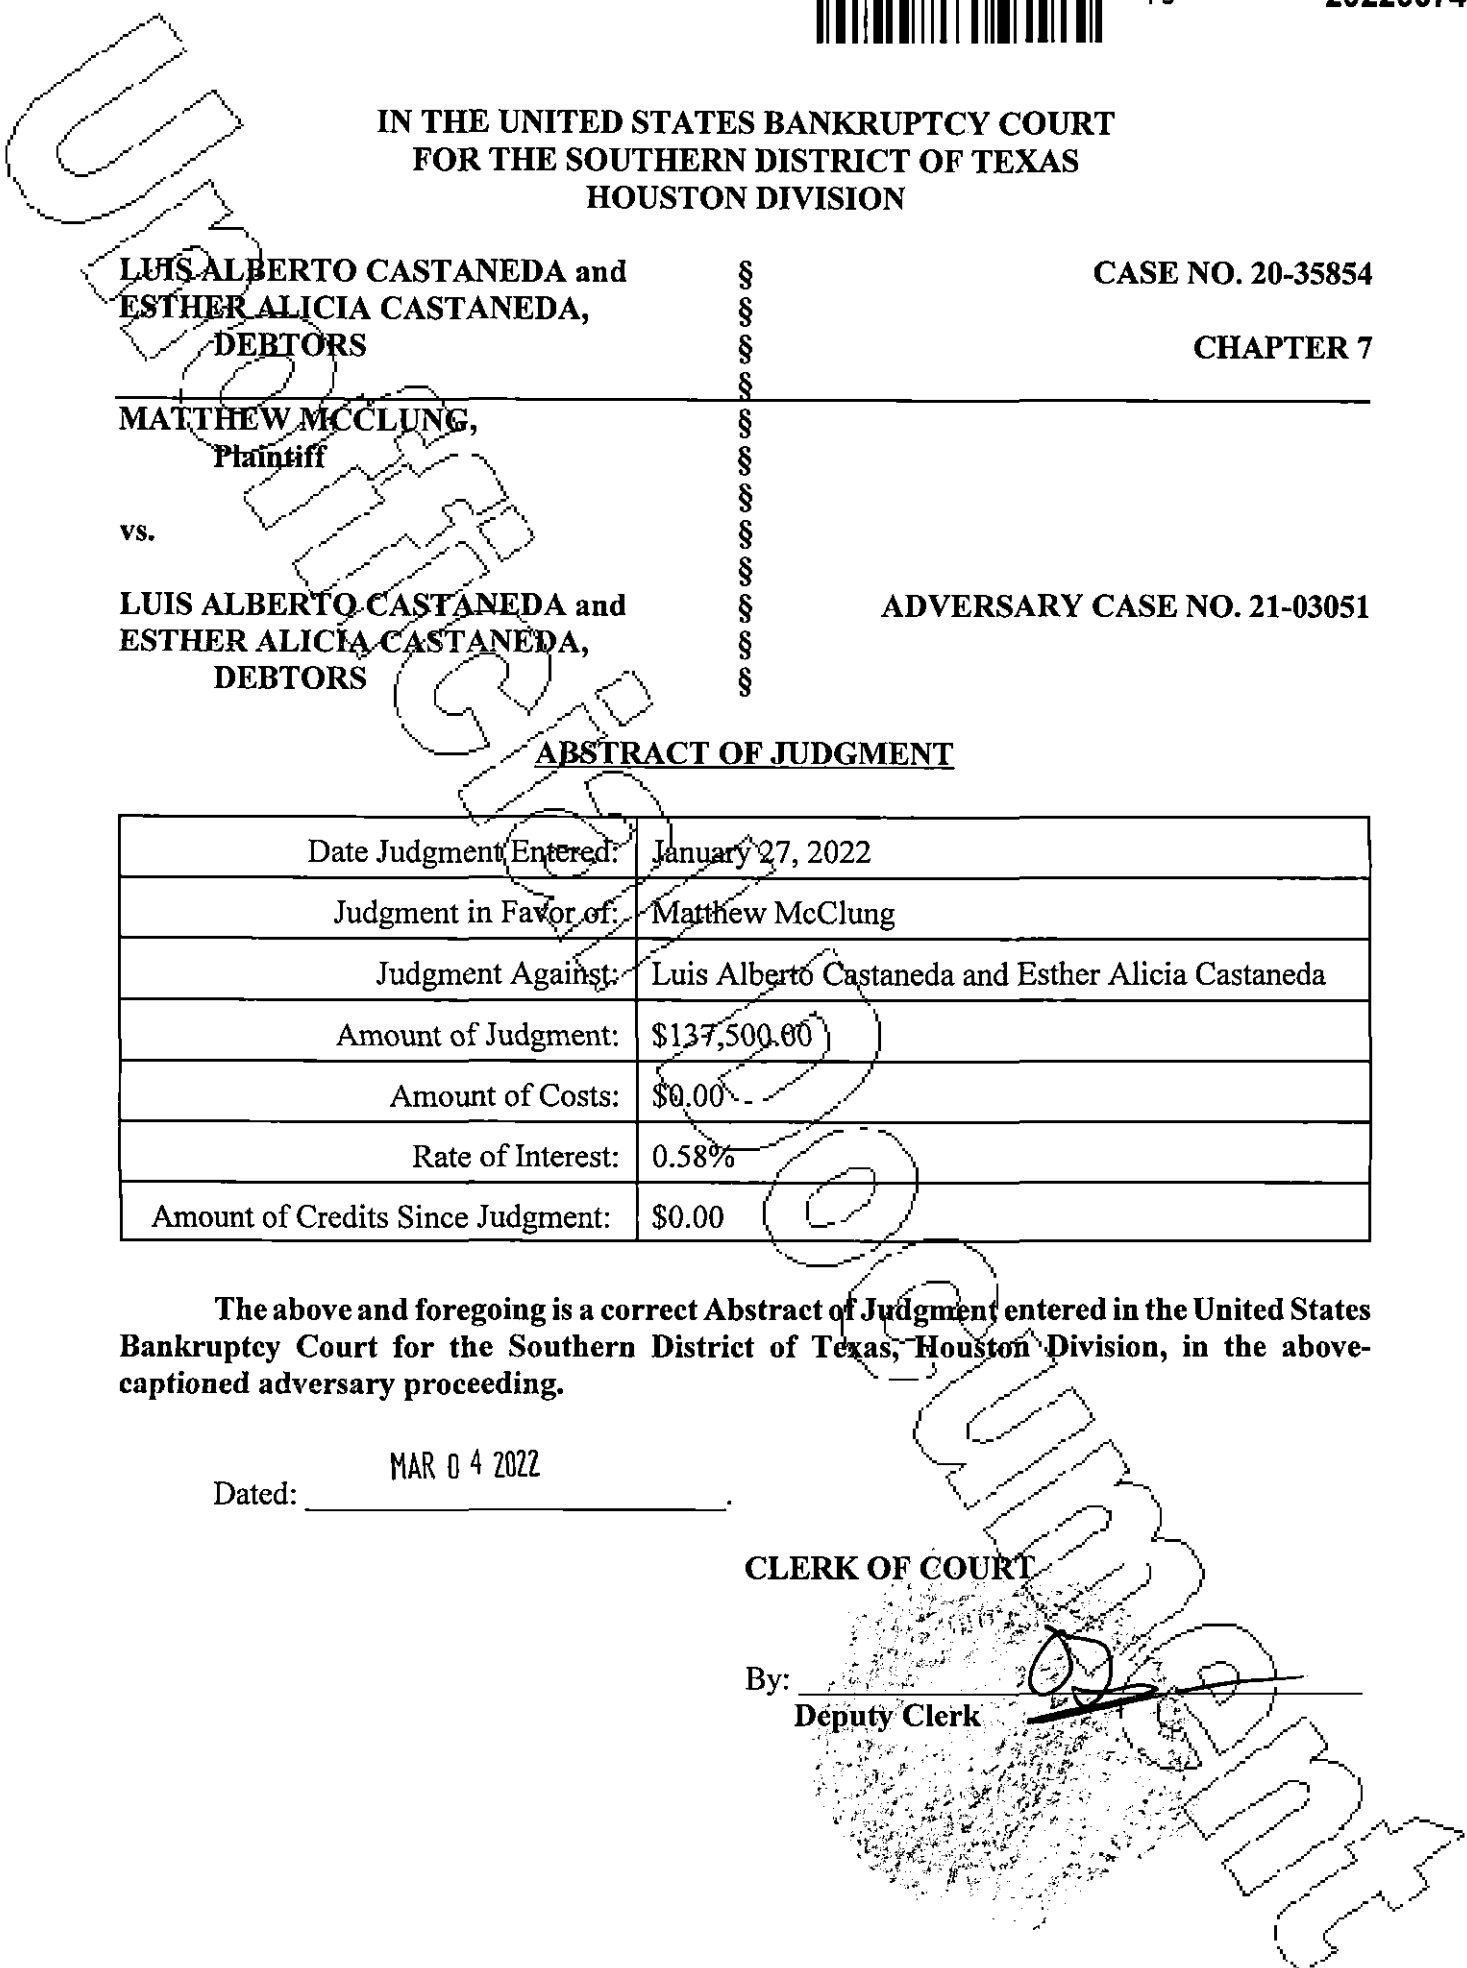 IN THE UNITED STATES BANKRUPTCY COURT
FOR THE SOUTHERN DISTRICT OF TEXAS
HOUSTON DIVISION
LUIS ALBERTO CASTANEDA and § CASE NO. 20-35854
ESTHER ALICIA CASTANEDA, §
DEBTORS § CHAPTER 7
§
MATTHEW MCCLUNG, §
Plaintiff §
§
vs. §
§
LUIS ALBERTO CASTANEDA and § ADVERSARY CASE NO. 21-03051
ESTHER ALICIA CASTANEDA, §
DEBTORS §
ABSTRACT OF JUDGMENT
Date Judgment Entered: January 27, 2022
Judgment in Favor of: Matthew McClung
Judgment Against: Luis Alberto Castaneda and Esther Alicia Castaneda
Amount of Judgment: $137,500.00
Amount of Costs: $0.00
Rate of Interest: 0.58%
Amount of Credits Since Judgment: $0.00
The above and foregoing is a correct Abstract of Judgment entered in the United States
Bankruptcy Court for the Southern District of Texas, Houston Division, in the above-
captioned adversary proceeding.
MAR 04 2022
Dated: .
CLERK OF COURT
By:
Deputy Clerk
Unofficial Document